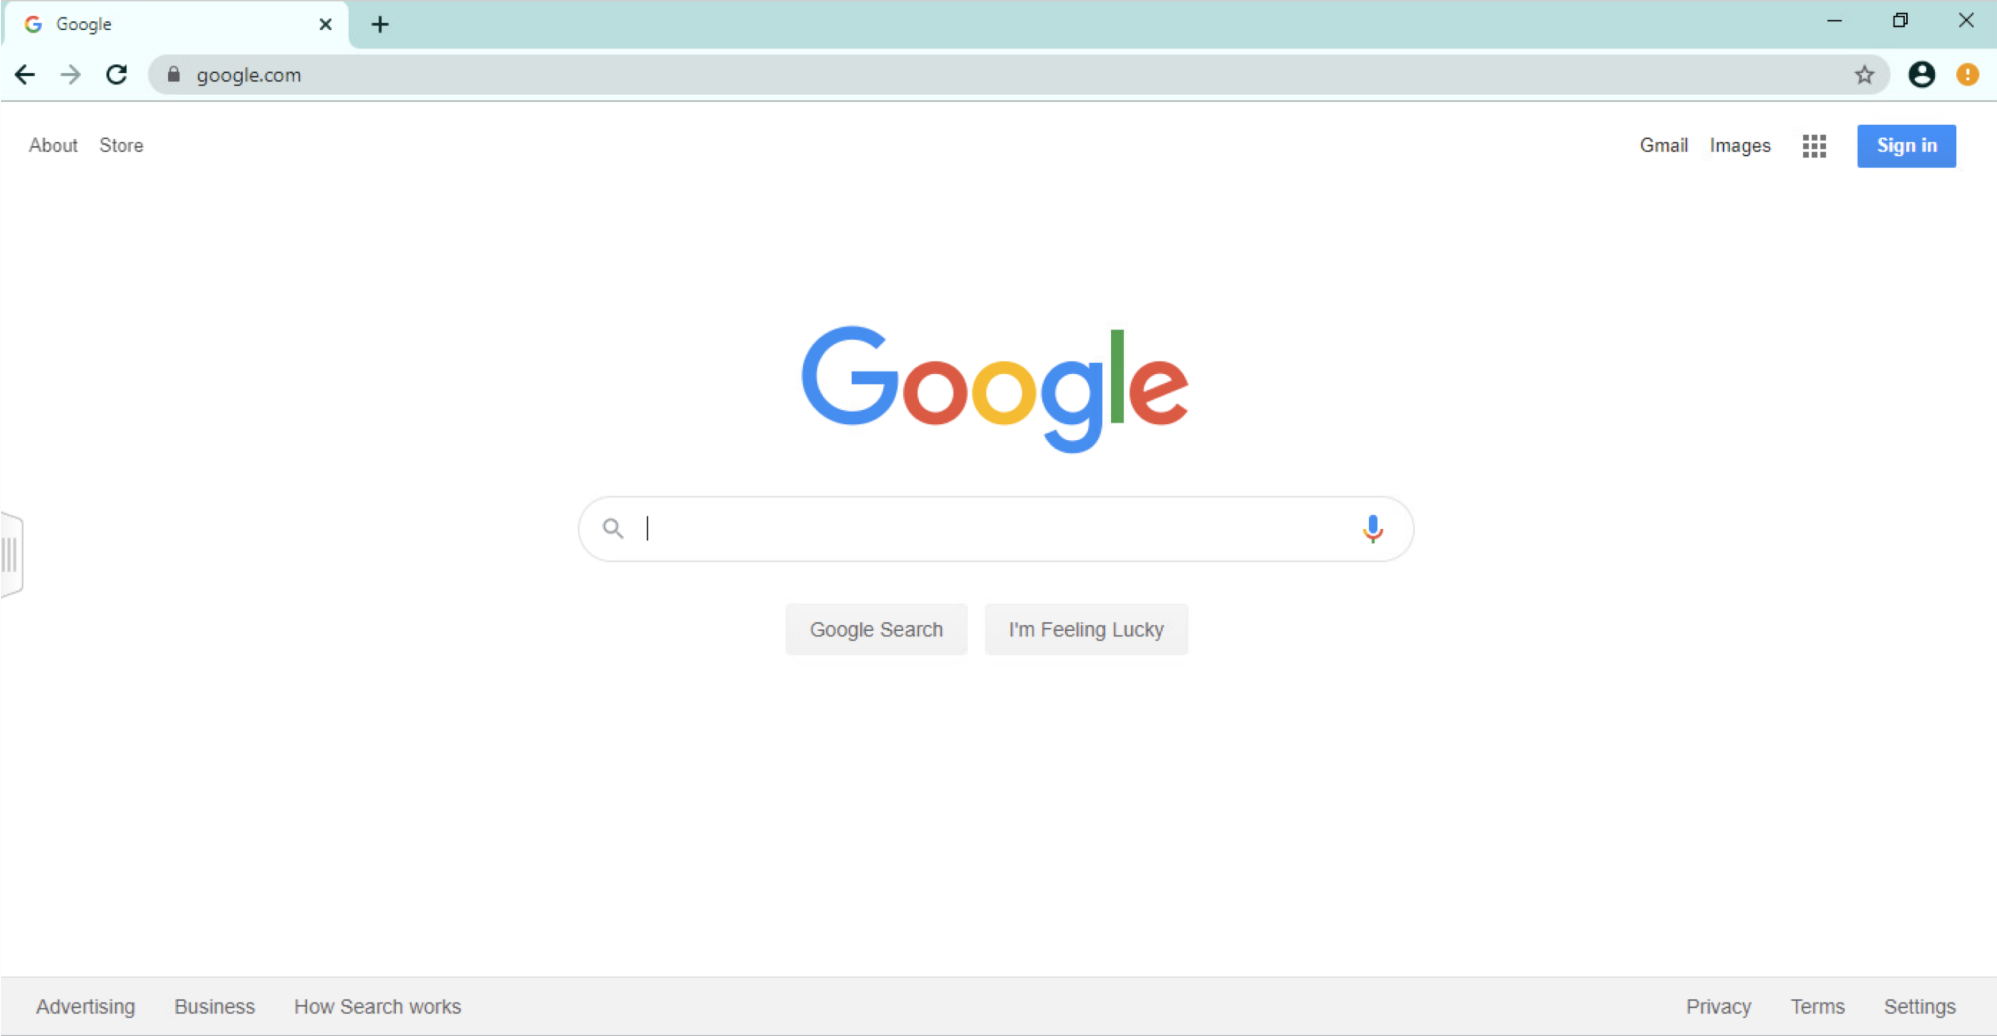 Google
google.com
About Store
Gmail Images Sign in
Google
Google Search I'm Feeling Lucky
Advertising Business How Search works
Privacy Terms Settings